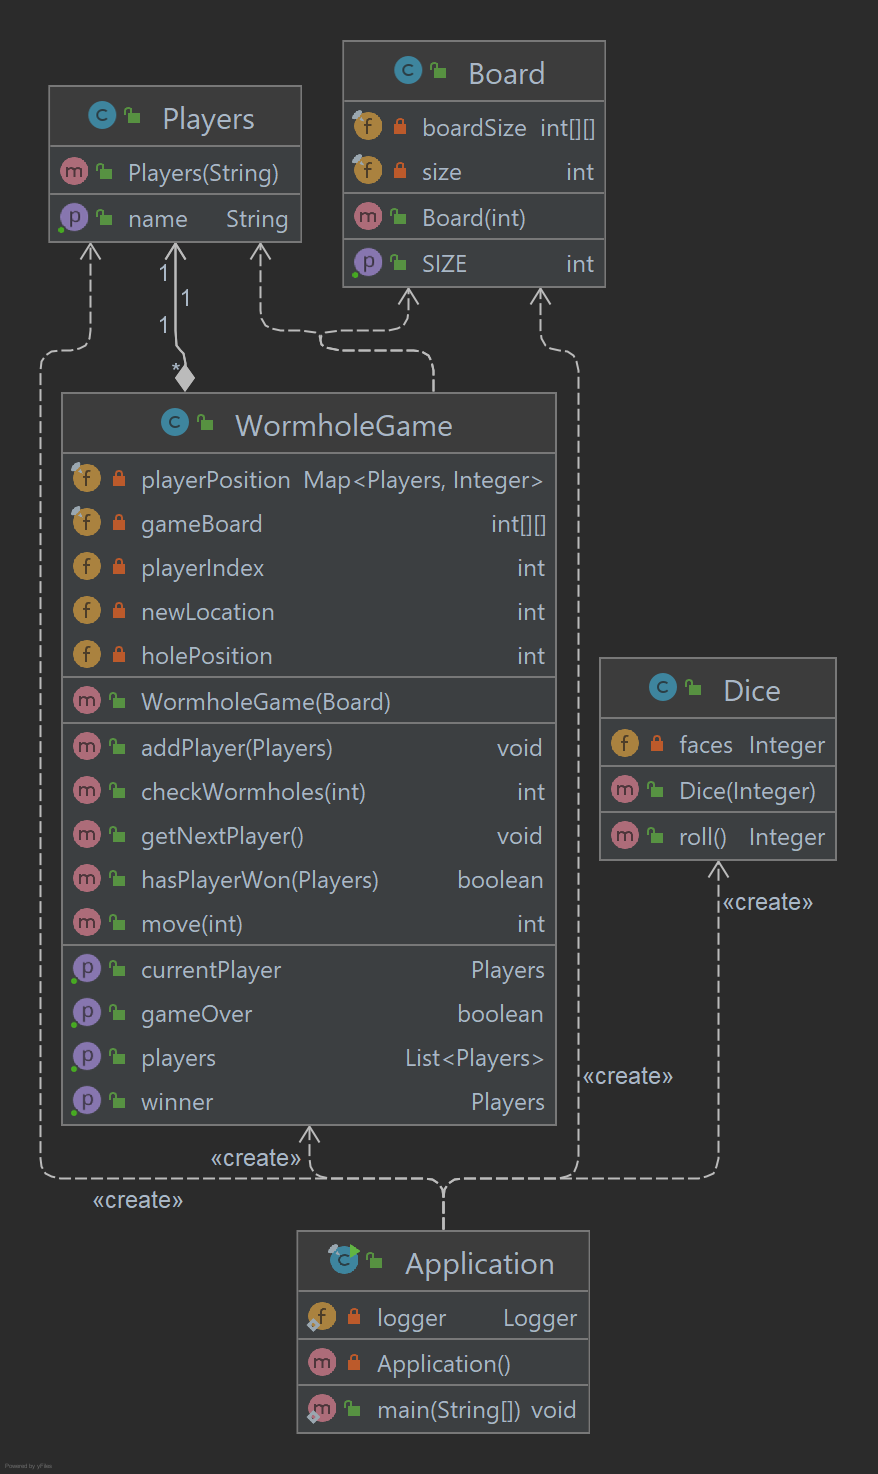 Board
boardSize int[][]
size int
Board(int)
SIZE int
Players
Players(String)
name String
1
1
1
*
WormholeGame
playerPosition Map<Players, Integer>
gameBoard int[][]
playerIndex int
newLocation int
holePosition int
WormholeGame(Board)
addPlayer(Players) void
checkWormholes(int) int
getNextPlayer() void
hasPlayerWon(Players) boolean
move(int) int
currentPlayer Players
gameOver boolean
players List<Players>
winner Players
Dice
faces Integer
Dice(Integer)
roll() Integer
«create»
«create»
«create»
«create»
Application
logger Logger
Application()
main(String[]) void
Powered by yFiles